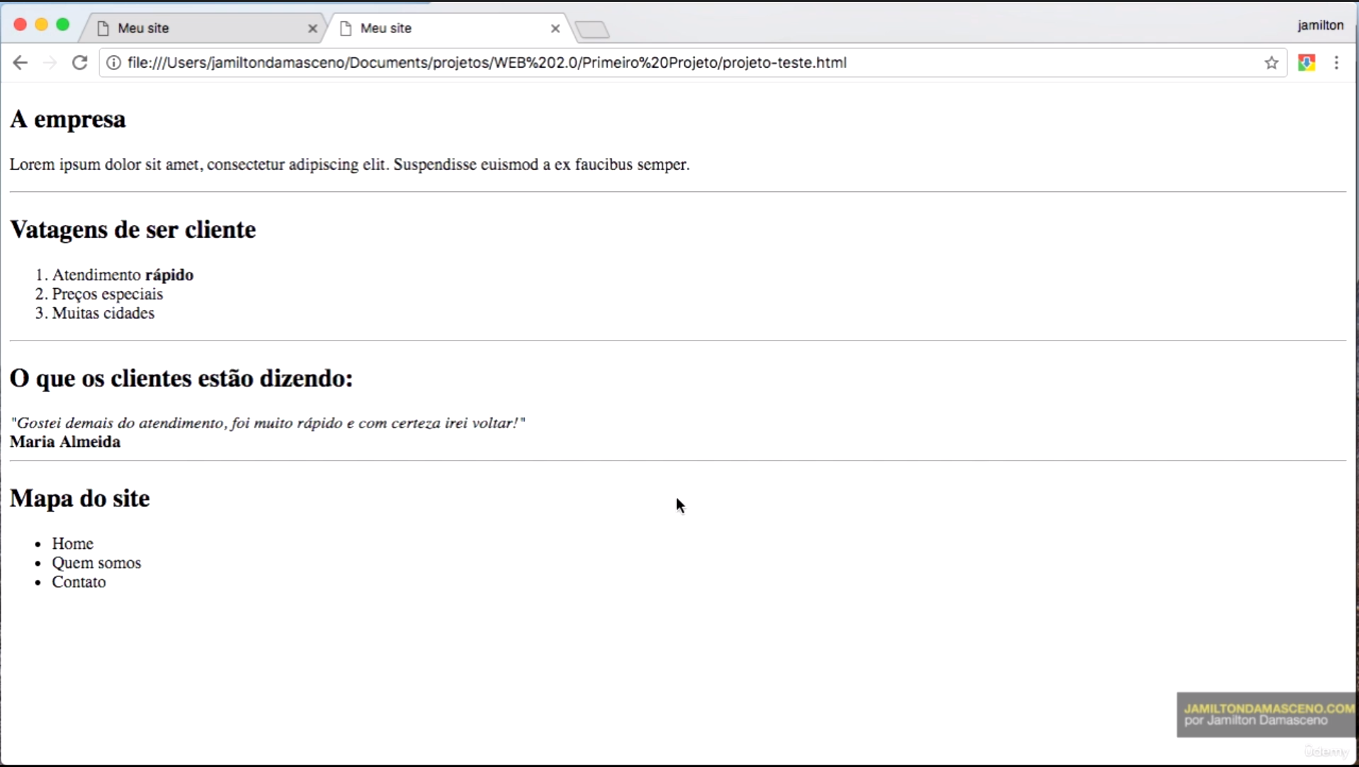 Meu site
Meu site
jamilton
file:///Users/jamiltondamasceno/Documents/projetos/WEB%202.0/Primeiro%20Projeto/projeto-teste.html
A empresa
Lorem ipsum dolor sit amet, consectetur adipiscing elit. Suspendisse euismod a ex faucibus semper.
Vatagens de ser cliente
1. Atendimento rápido
2. Preços especiais
3. Muitas cidades
O que os clientes estão dizendo:
"Gostei demais do atendimento, foi muito rápido e com certeza irei voltar!"
Maria Almeida
Mapa do site
• Home
• Quem somos
• Contato
JAMILTONDAMASCENO.COM
por Jamilton Damasceno
ûdemy